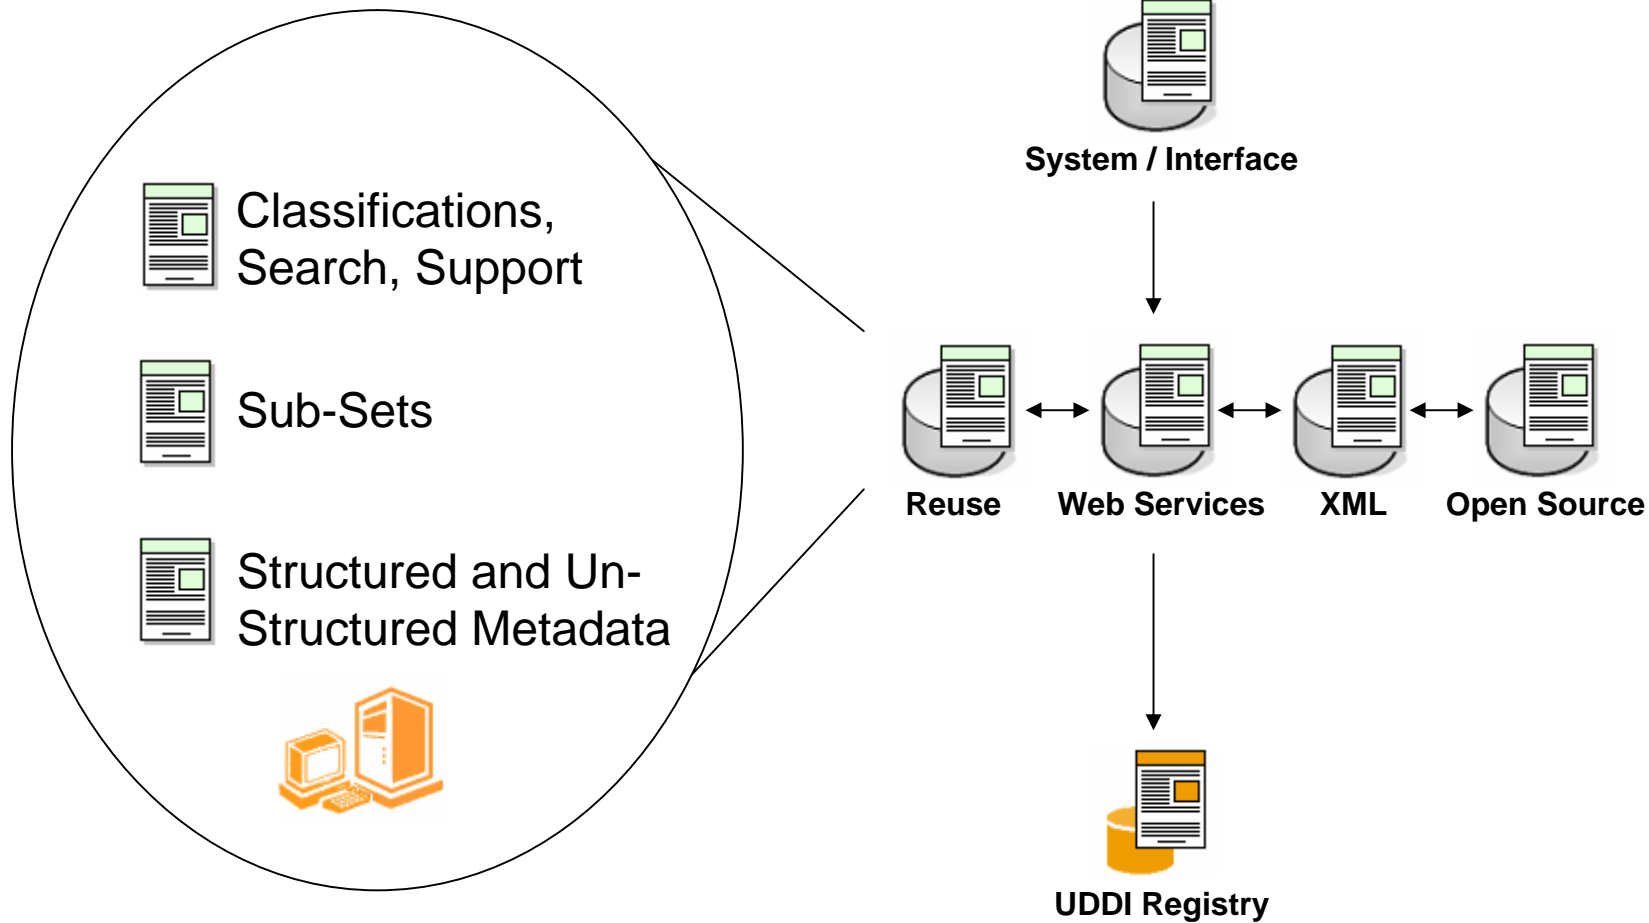 System / Interface
Classifications,
Search, Support
Sub-Sets
Structured and Un-
Structured Metadata
Reuse
Web Services
XML
Open Source
UDDI Registry